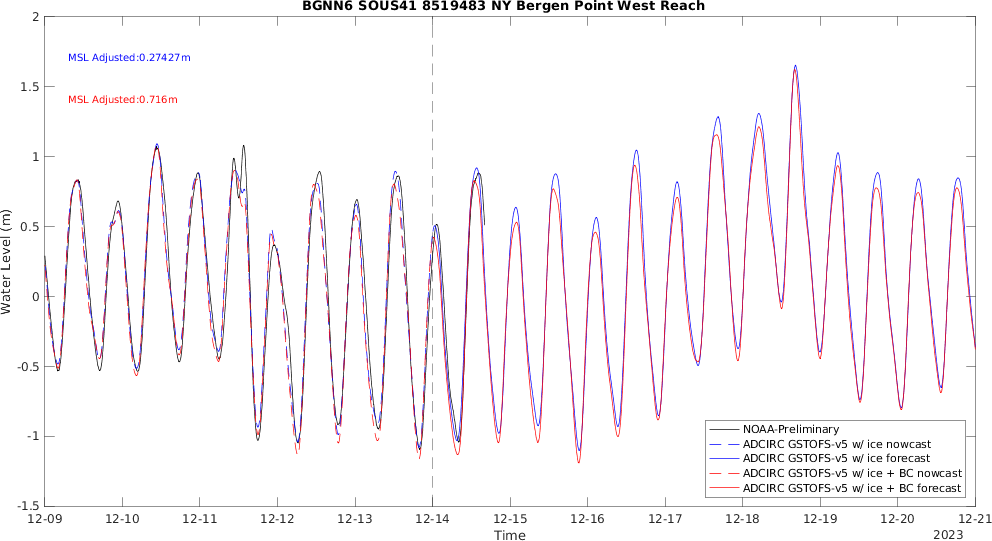 BGNN6 SOUS41 8519483 NY Bergen Point West Reach
MSL Adjusted:0.27427m
MSL Adjusted:0.716m
Water Level (m)
2
1.5
1
0.5
0
-0.5
-1
-1.5
NOAA-Preliminary
ADCIRC GSTOFS-v5 w/ ice nowcast
ADCIRC GSTOFS-v5 w/ ice forecast
ADCIRC GSTOFS-v5 w/ ice + BC nowcast
ADCIRC GSTOFS-v5 w/ ice + BC forecast
12-09 12-10 12-11 12-12 12-13 12-14 12-15 12-16 12-17 12-18 12-19 12-20 12-21
Time
2023